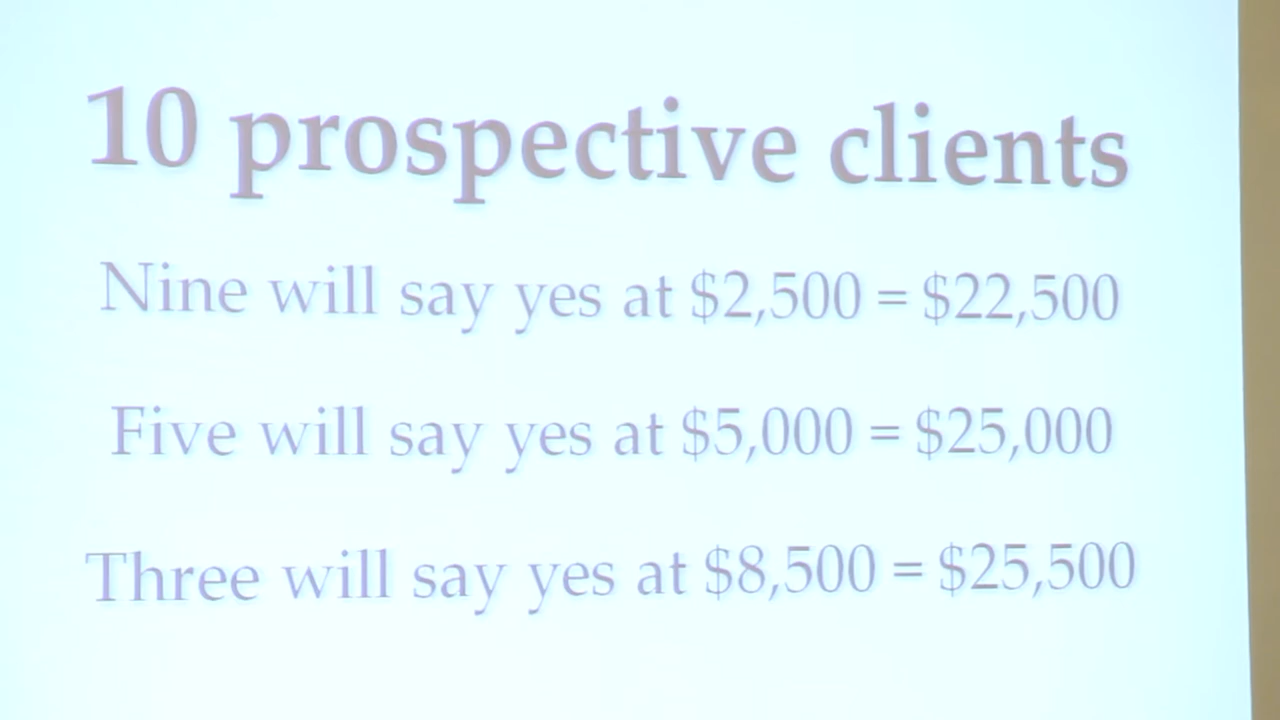 10 prospective clients
Nine will say yes at $2,500 = $22,500
Five will say yes at $5,000 = $25,000
Three will say yes at $8,500 = $25,500